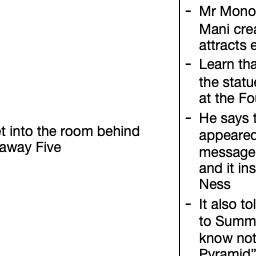 et into the room behind
away Five
- Mr Mono
Mani crea
attracts e
- Learn tha
the statue
at the Fou
- He says t
appeared
message
and it ins
Ness
- It also tol
to Summ
know not
Pyramid"